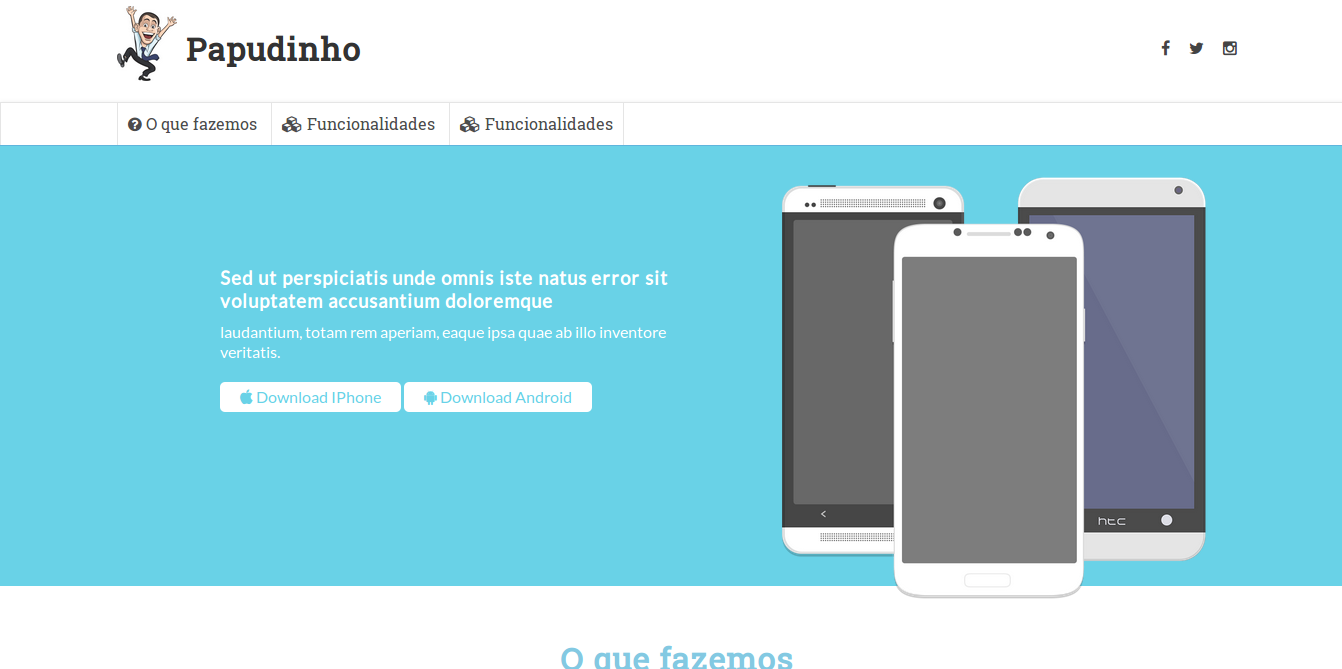 Papudinho
O que fazemos
Funcionalidades
Funcionalidades
Sed ut perspiciatis unde omnis iste natus error sit
voluptatem accusantium doloremque
laudantium, totam rem aperiam, eaque ipsa quae ab illo inventore
veritatis.
Download IPhone
Download Android
htc
O que fazemos